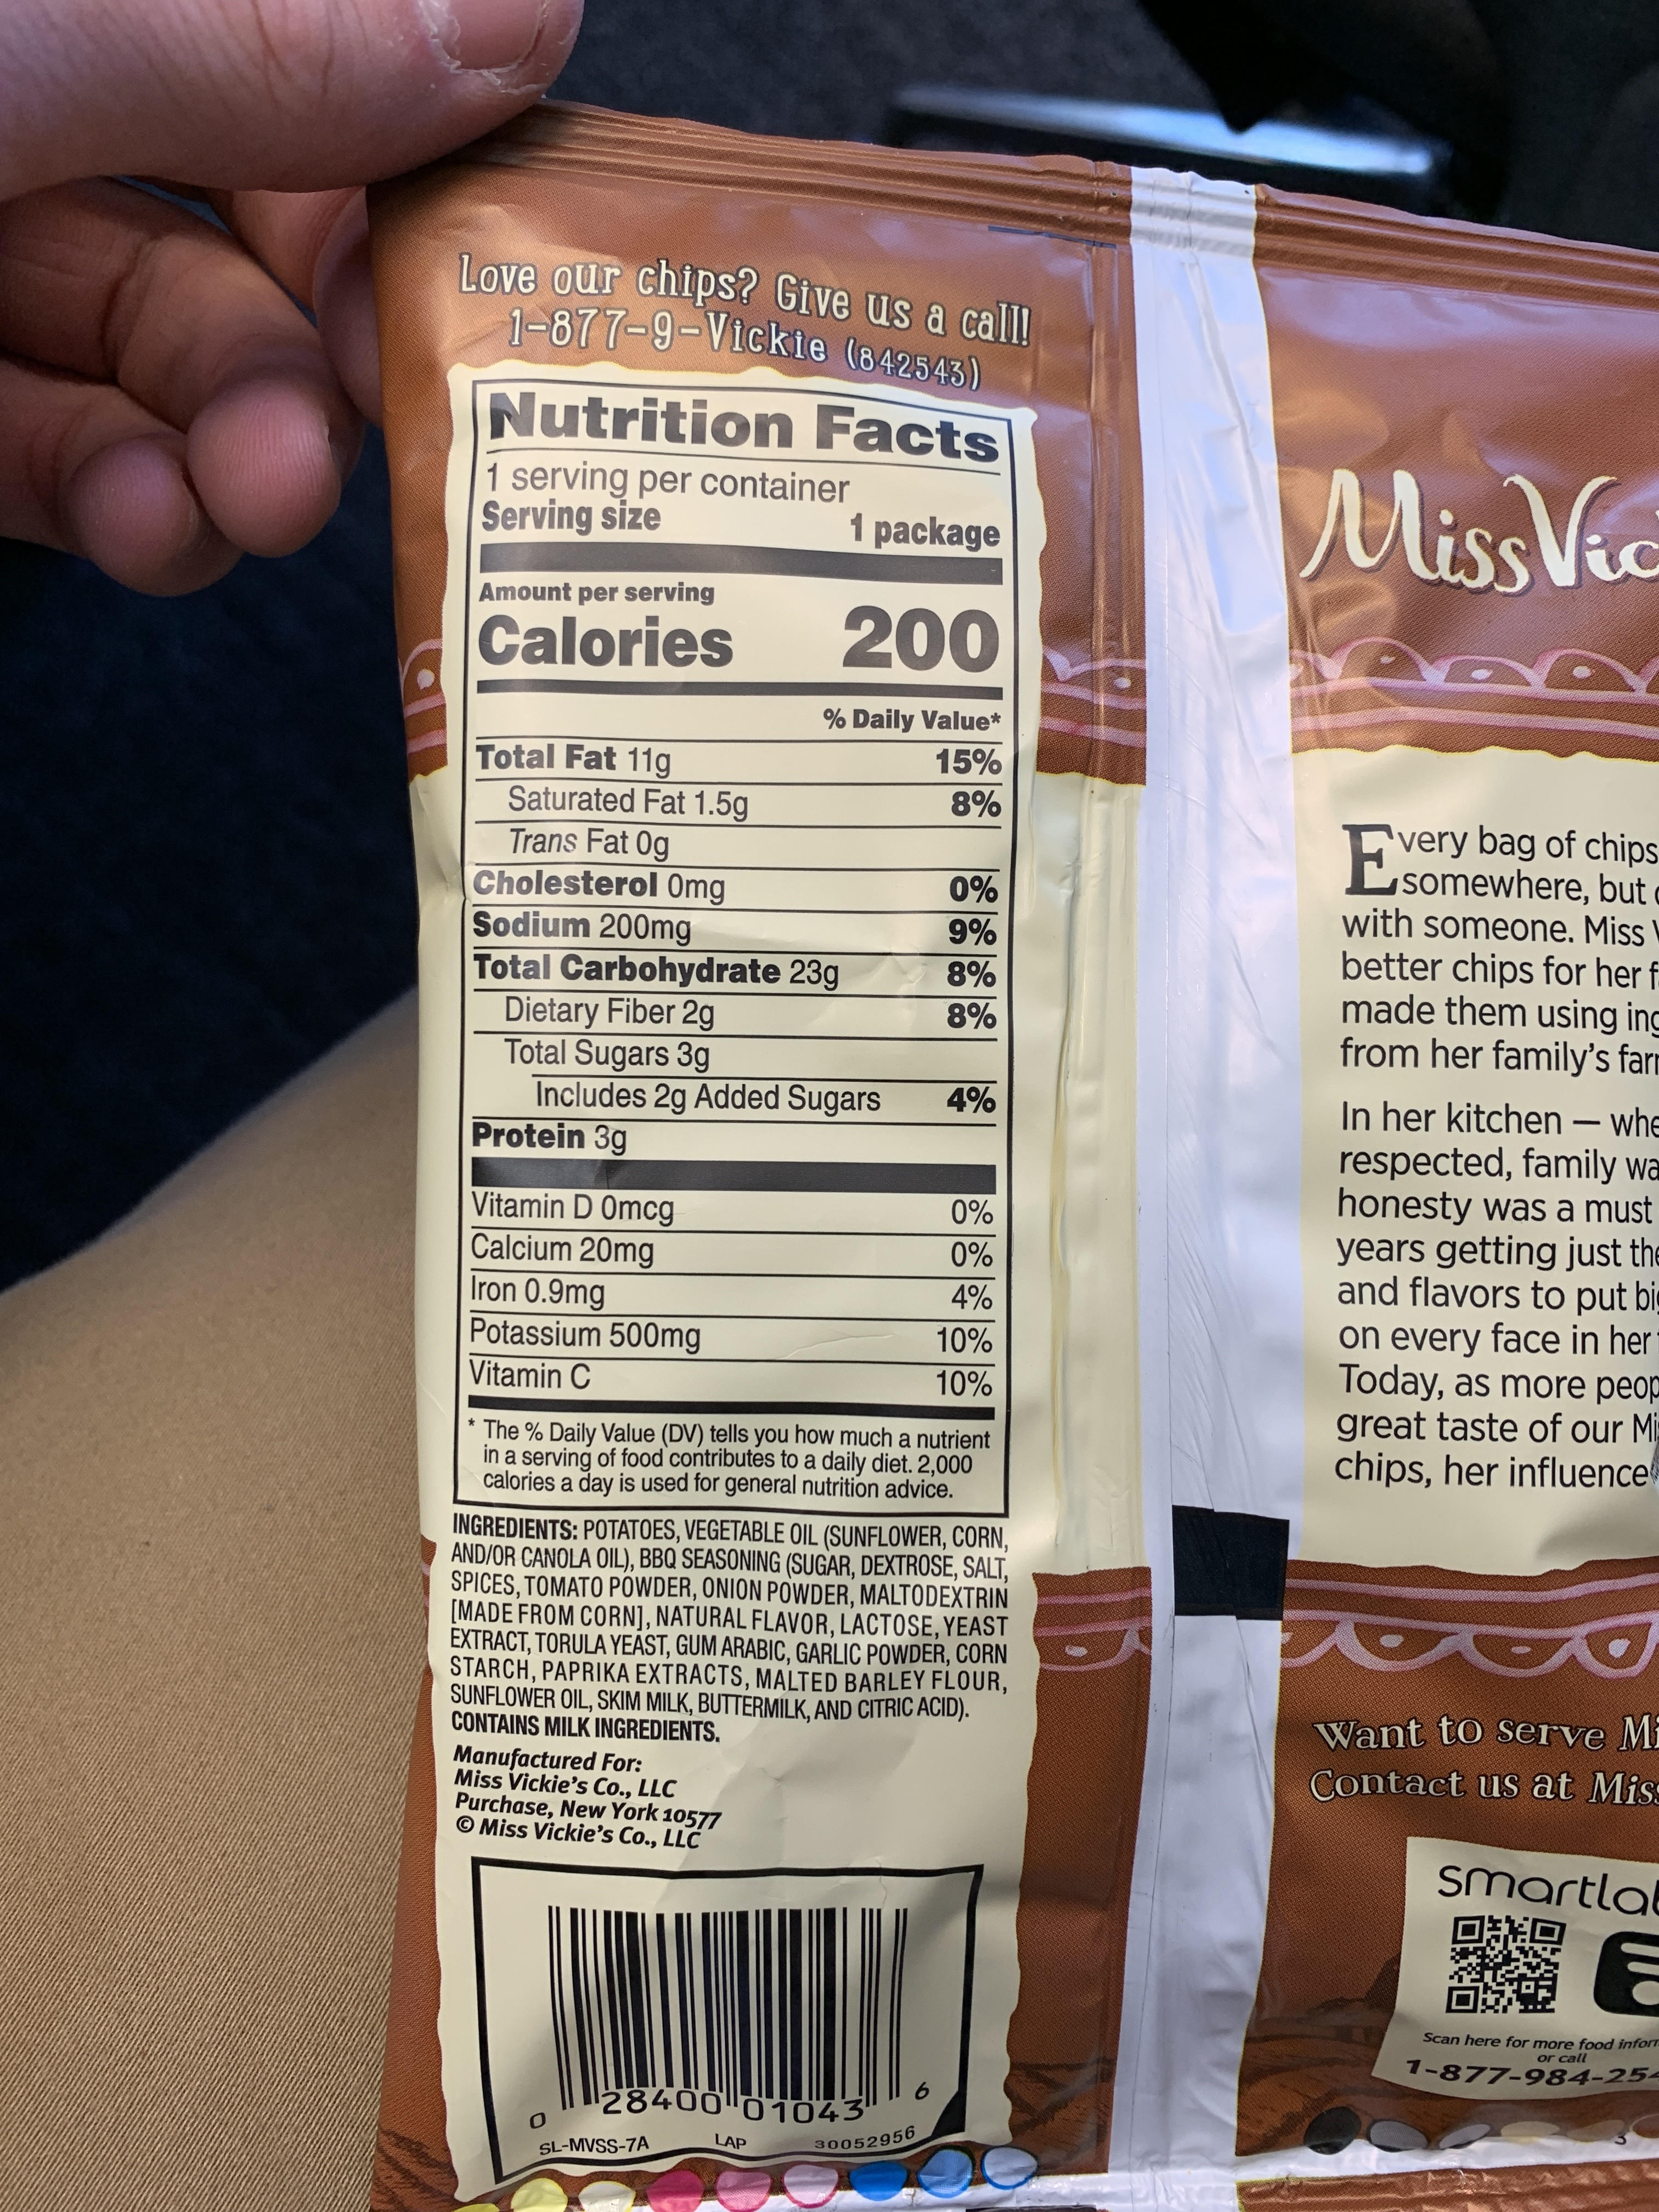 Love our chips? Give us a call!
1-877-9-Vickie (842543)
Nutrition Facts
1 serving per container
Serving size 1 package
Amount per serving
Calories 200
% Daily Value*
Total Fat 11g 15%
Saturated Fat 1.5g 8%
Trans Fat 0g
Cholesterol 0mg 0%
Sodium 200mg 9%
Total Carbohydrate 23g 8%
Dietary Fiber 2g 8%
Total Sugars 3g
Includes 2g Added Sugars 4%
Protein 3g
Vitamin D 0mcg 0%
Calcium 20mg 0%
Iron 0.9mg 4%
Potassium 500mg 10%
Vitamin C 10%
* The % Daily Value (DV) tells you how much a nutrient
in a serving of food contributes to a daily diet. 2,000
calories a day is used for general nutrition advice.
INGREDIENTS: POTATOES, VEGETABLE OIL (SUNFLOWER, CORN,
AND/OR CANOLA OIL), BBQ SEASONING (SUGAR, DEXTROSE, SALT,
SPICES, TOMATO POWDER, ONION POWDER, MALTODEXTRIN
[MADE FROM CORN], NATURAL FLAVOR, LACTOSE, YEAST
EXTRACT, TORULA YEAST, GUM ARABIC, GARLIC POWDER, CORN
STARCH, PAPRIKA EXTRACTS, MALTED BARLEY FLOUR,
SUNFLOWER OIL, SKIM MILK, BUTTERMILK, AND CITRIC ACID).
CONTAINS MILK INGREDIENTS.
Manufactured For:
Miss Vickie's Co., LLC
Purchase, New York 10577
© Miss Vickie's Co., LLC
0 28400 01043 6
SL-MVSS-7A LAP 30052956
Miss Vic
Every bag of chips
somewhere, but
with someone. Miss
better chips for her
made them using
from her family's
In her kitchen —
respected, family
honesty was a must
years getting just
and flavors to put
on every face in her
Today, as more
great taste of our
chips, her influence
Want to serve
Contact us at
smartla
Scan here for more food
or call
1-877-984-25
3